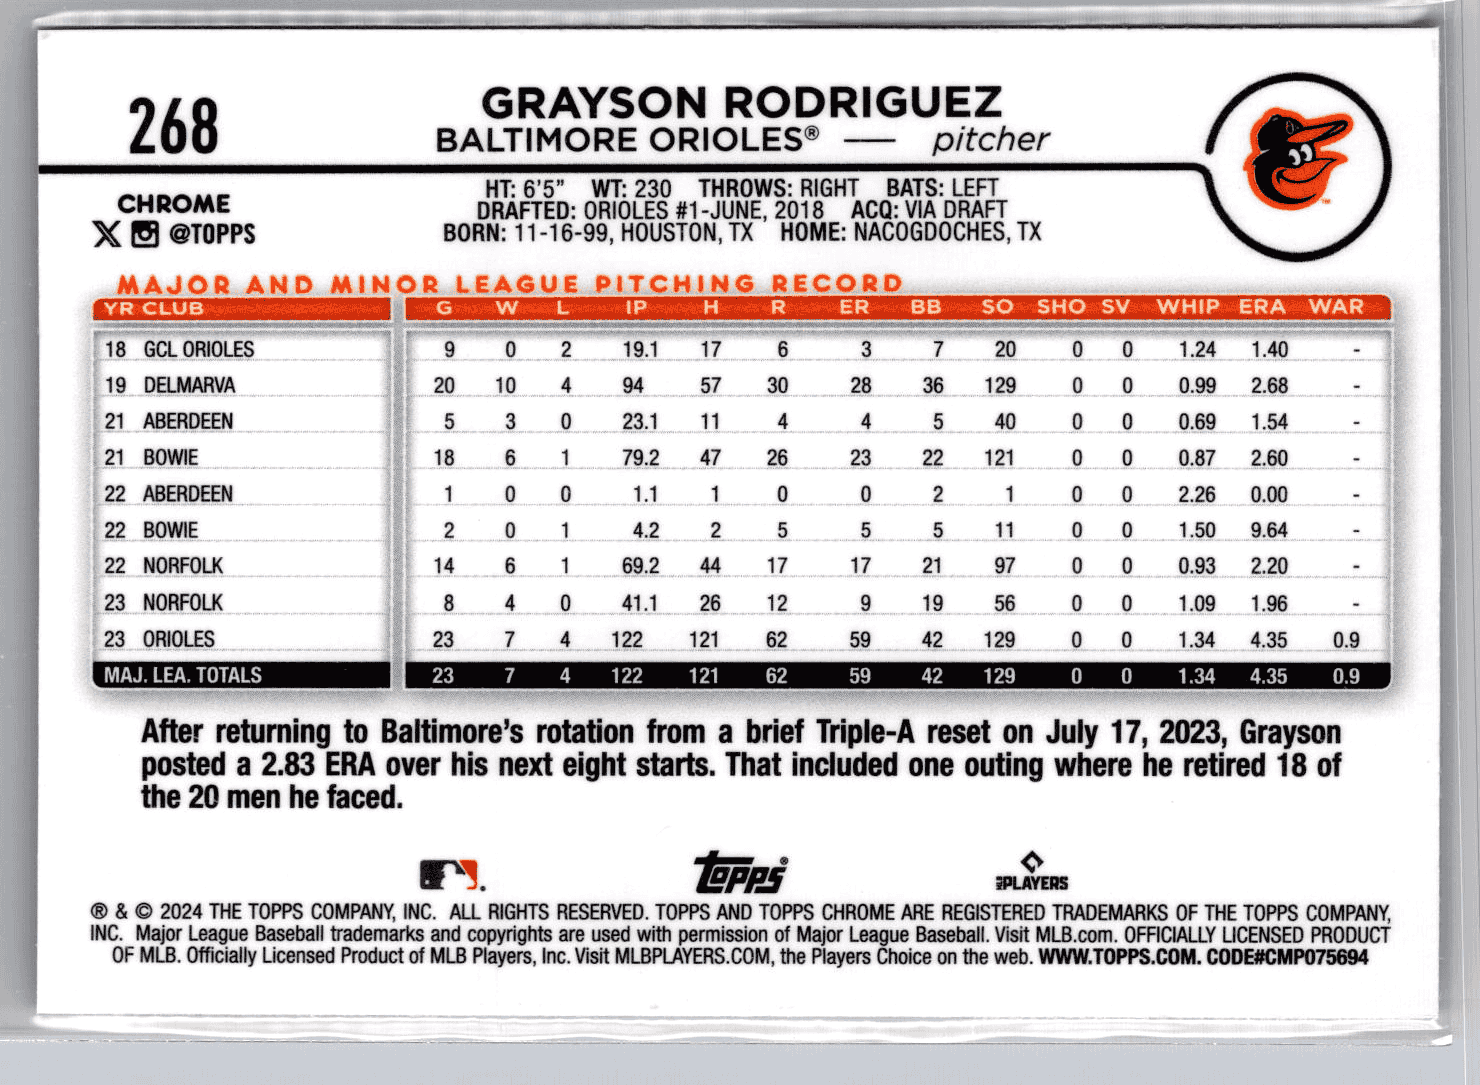 268
GRAYSON RODRIGUEZ
BALTIMORE ORIOLES® — pitcher
CHROME
@TOPPS
HT: 6'5" WT: 230 THROWS: RIGHT BATS: LEFT
DRAFTED: ORIOLES #1-JUNE, 2018 ACQ: VIA DRAFT
BORN: 11-16-99, HOUSTON, TX HOME: NACOGDOCHES, TX
MAJOR AND MINOR LEAGUE PITCHING RECORD
YR CLUB G W L IP H R ER BB SO SHO SV WHIP ERA WAR
18 GCL ORIOLES 9 0 2 19.1 17 6 3 7 20 0 0 1.24 1.40 -
19 DELMARVA 20 10 4 94 57 30 28 36 129 0 0 0.99 2.68 -
21 ABERDEEN 5 3 0 23.1 11 4 4 5 40 0 0 0.69 1.54 -
21 BOWIE 18 6 1 79.2 47 26 23 22 121 0 0 0.87 2.60 -
22 ABERDEEN 1 0 0 1.1 1 0 0 2 1 0 0 2.26 0.00 -
22 BOWIE 2 0 1 4.2 2 5 5 5 11 0 0 1.50 9.64 -
22 NORFOLK 14 6 1 69.2 44 17 17 21 97 0 0 0.93 2.20 -
23 NORFOLK 8 4 0 41.1 26 12 9 19 56 0 0 1.09 1.96 -
23 ORIOLES 23 7 4 122 121 62 59 42 129 0 0 1.34 4.35 0.9
MAJ. LEA. TOTALS 23 7 4 122 121 62 59 42 129 0 0 1.34 4.35 0.9
After returning to Baltimore's rotation from a brief Triple-A reset on July 17, 2023, Grayson
posted a 2.83 ERA over his next eight starts. That included one outing where he retired 18 of
the 20 men he faced.
topps®
MLB PLAYERS
® & © 2024 THE TOPPS COMPANY, INC. ALL RIGHTS RESERVED. TOPPS AND TOPPS CHROME ARE REGISTERED TRADEMARKS OF THE TOPPS COMPANY,
INC. Major League Baseball trademarks and copyrights are used with permission of Major League Baseball. Visit MLB.com. OFFICIALLY LICENSED PRODUCT
OF MLB. Officially Licensed Product of MLB Players, Inc. Visit MLBPLAYERS.COM, the Players Choice on the web. WWW.TOPPS.COM. CODE#CMP075694